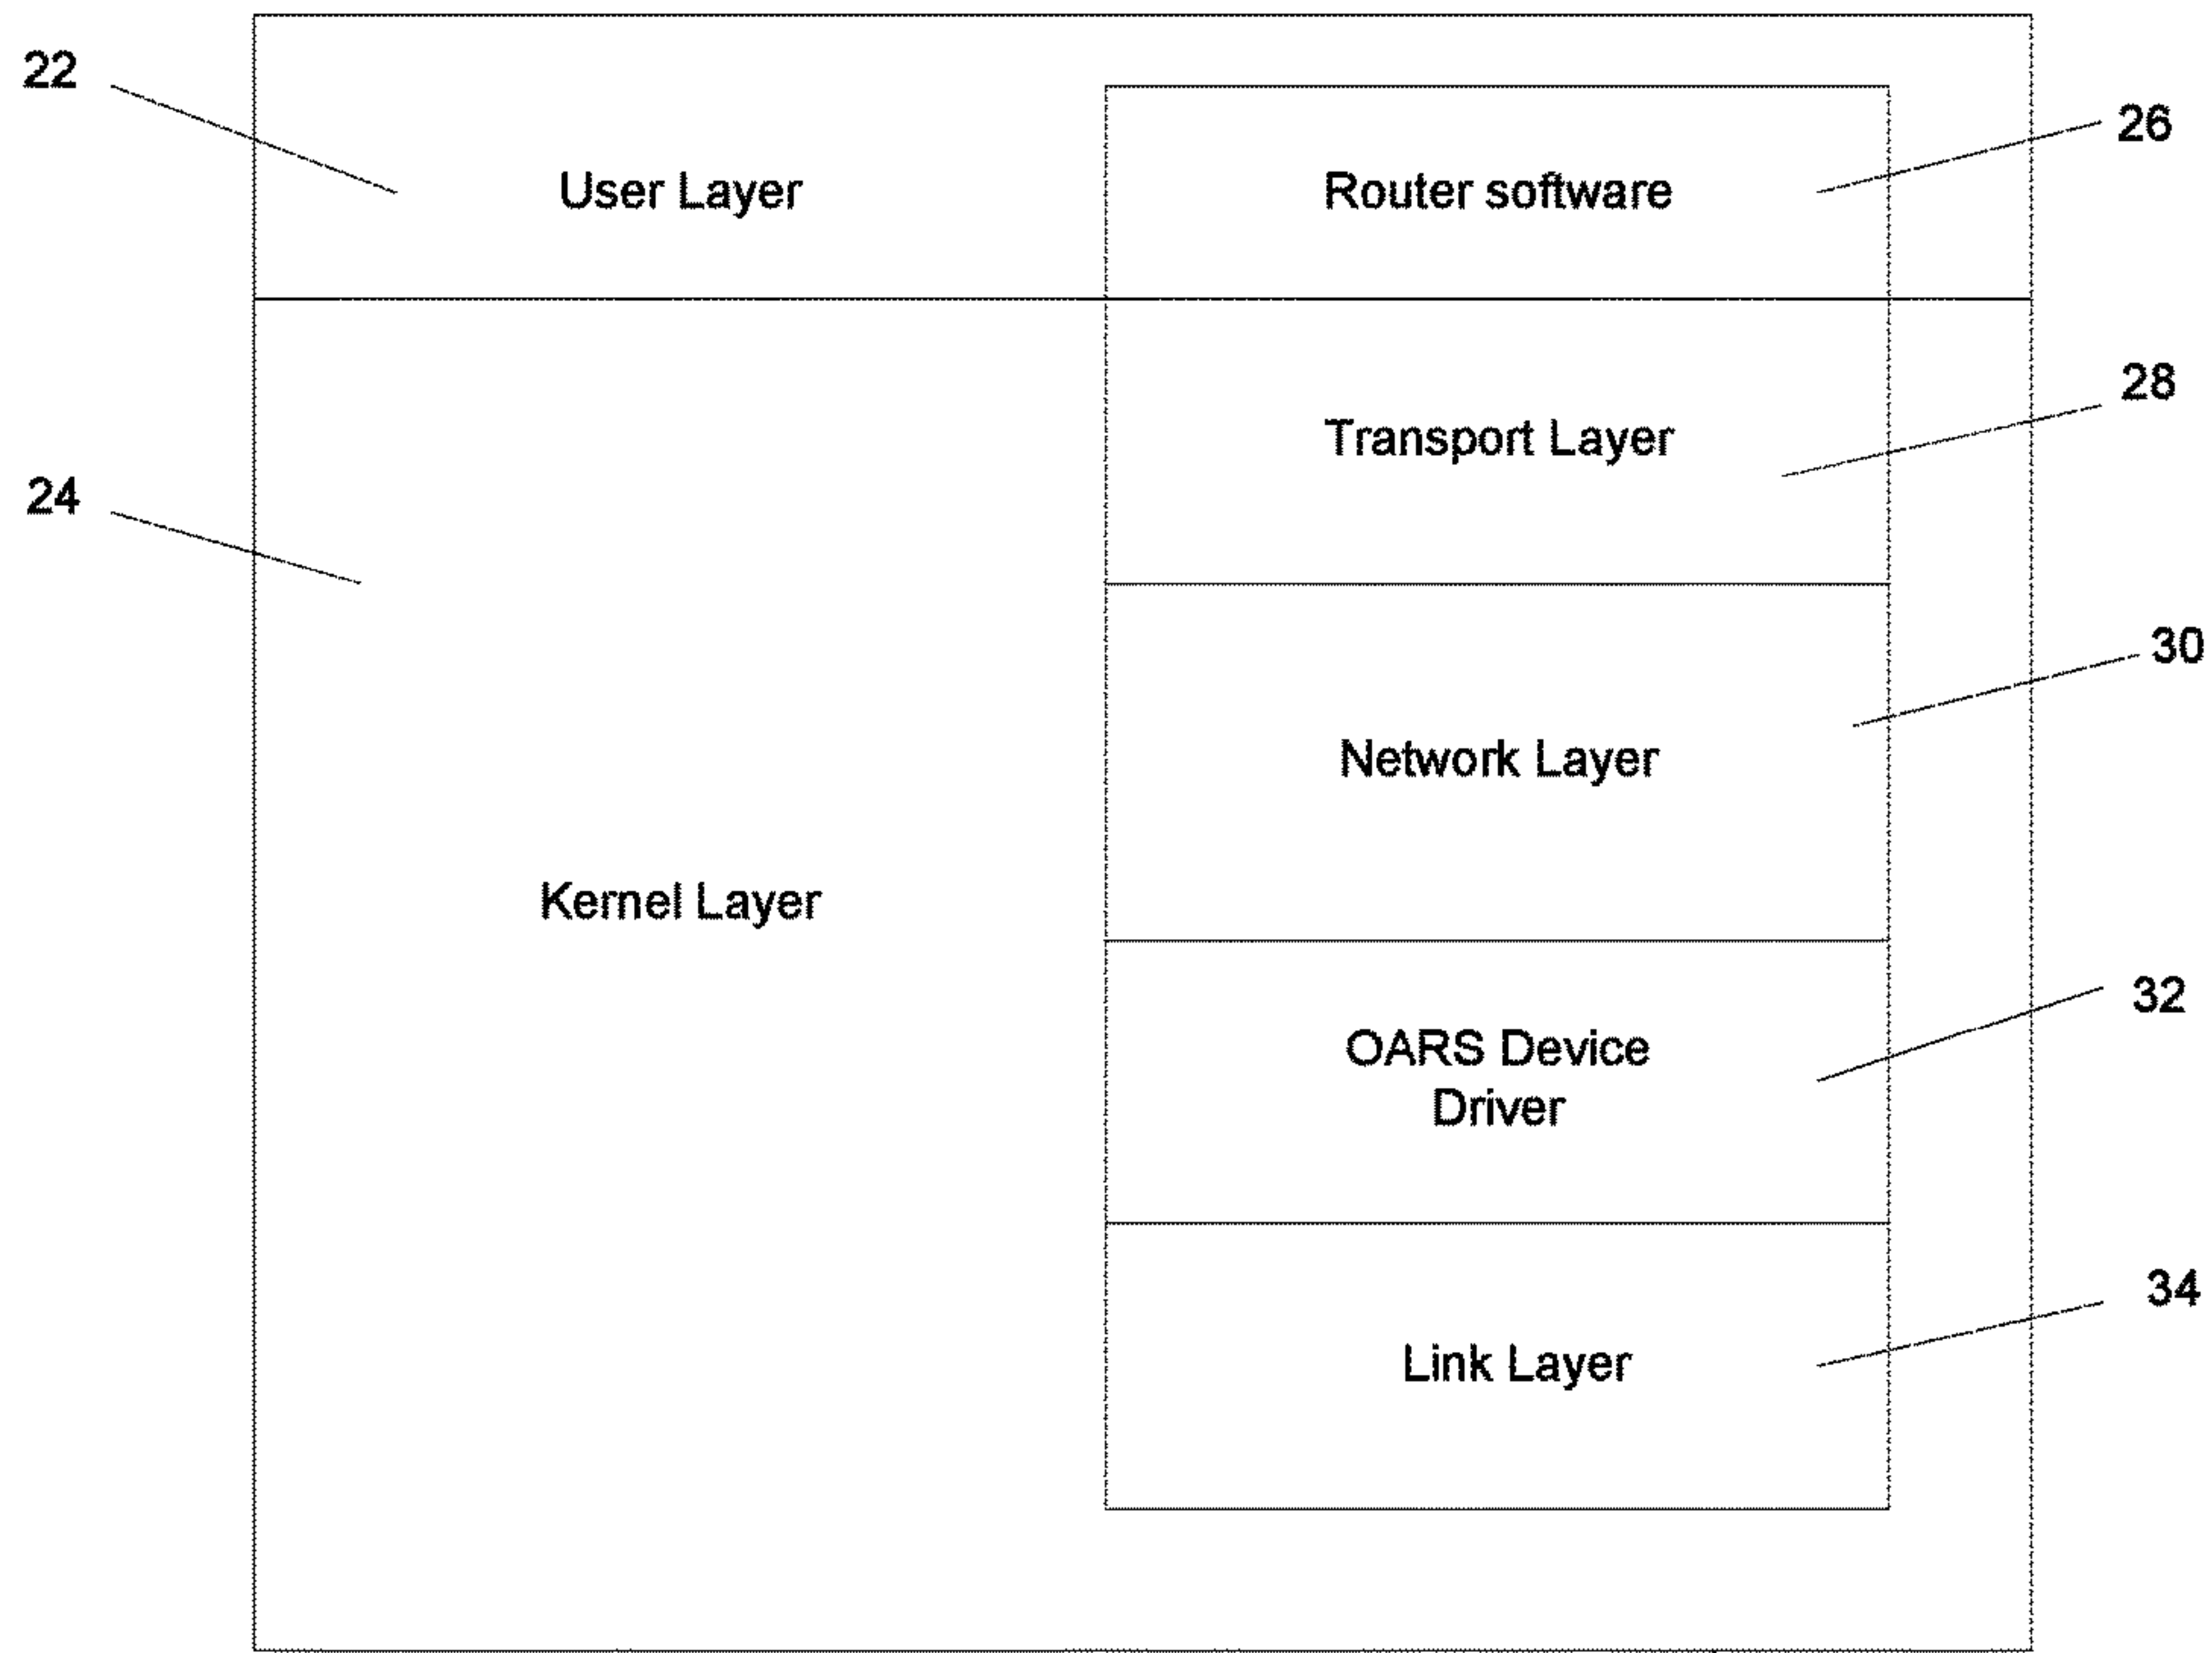 22
User Layer
Router software
26
28
Transport Layer
24
30
Network Layer
Kernel Layer
32
OARS Device
Driver
34
Link Layer